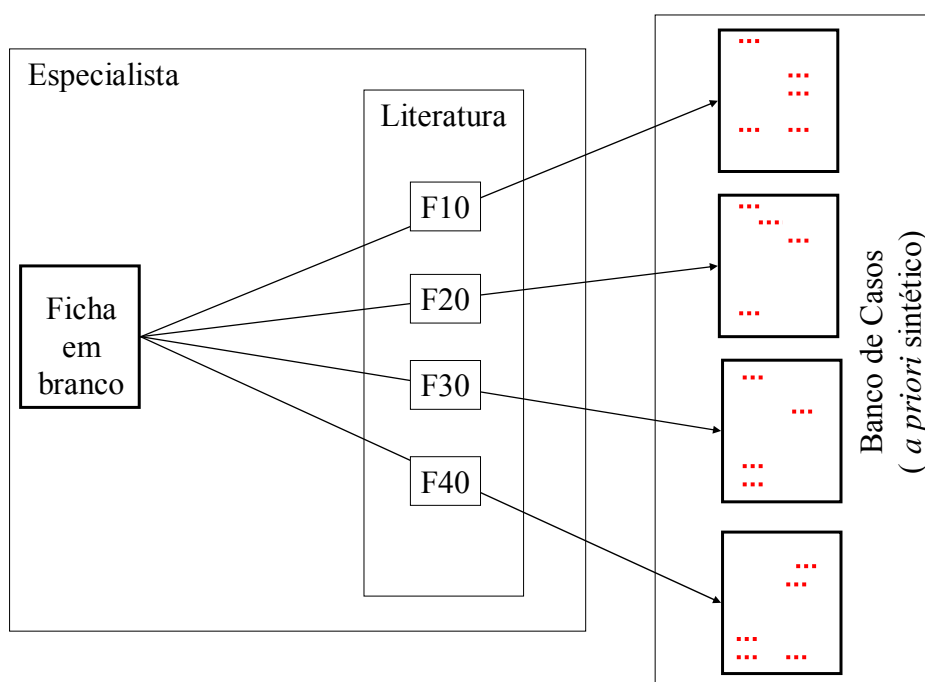 Especialista
Literatura
F10
F20
F30
F40
Ficha
em
branco
Banco de Casos
( a priori sintético)